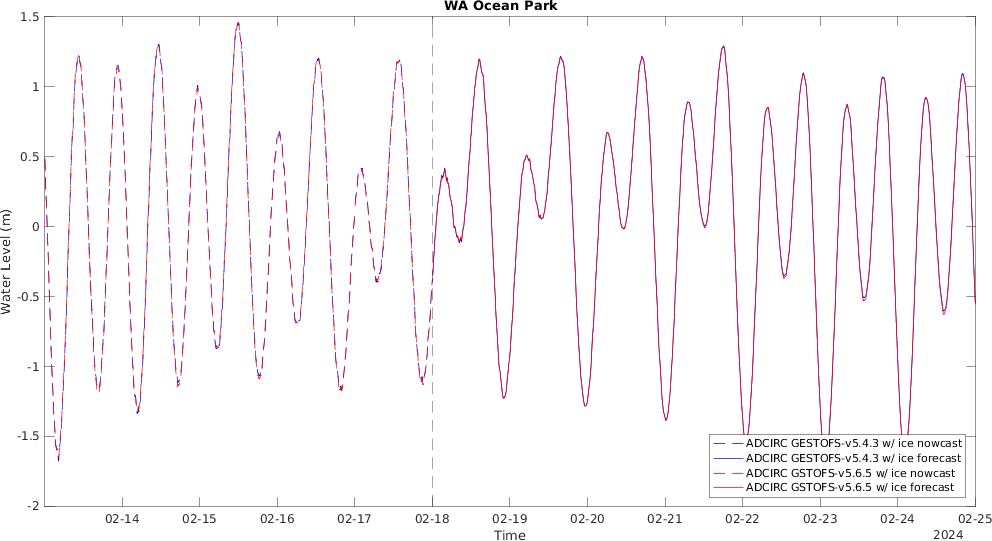 WA Ocean Park
1.5
1
0.5
0
-0.5
-1
-1.5
-2
Water Level (m)
ADCIRC GESTOFS-v5.4.3 w/ ice nowcast
ADCIRC GESTOFS-v5.4.3 w/ ice forecast
ADCIRC GSTOFS-v5.6.5 w/ ice nowcast
ADCIRC GSTOFS-v5.6.5 w/ ice forecast
02-14 02-15 02-16 02-17 02-18 02-19 02-20 02-21 02-22 02-23 02-24 02-25
Time
2024